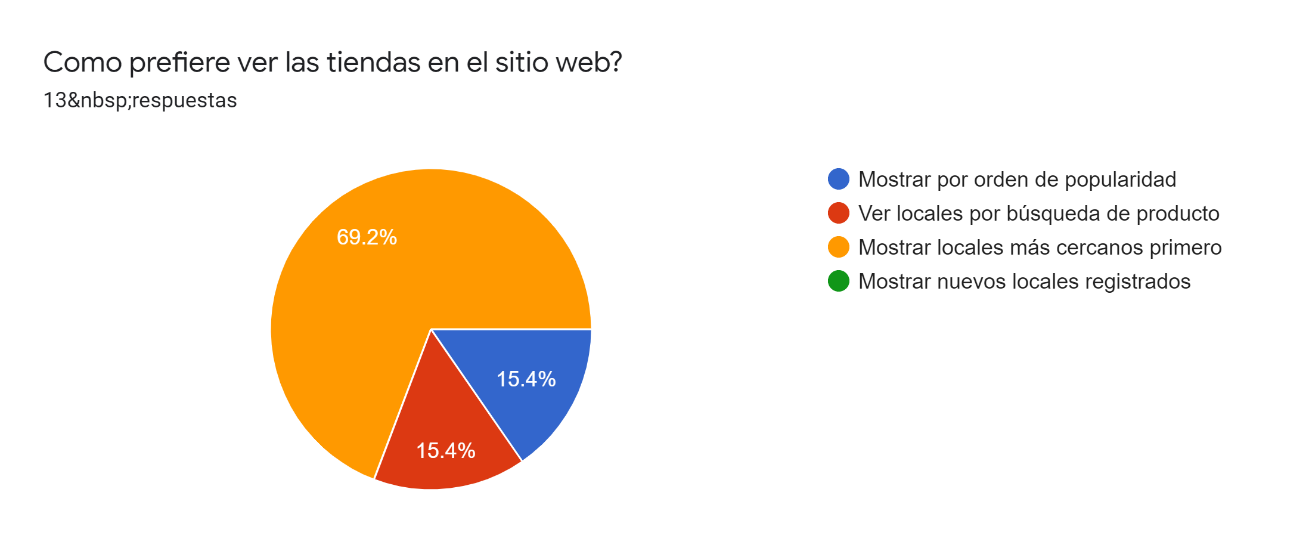 Como prefiere ver las tiendas en el sitio web?
13&nbsp;respuestas
69.2%
15.4%
15.4%
Mostrar por orden de popularidad
Ver locales por búsqueda de producto
Mostrar locales más cercanos primero
Mostrar nuevos locales registrados